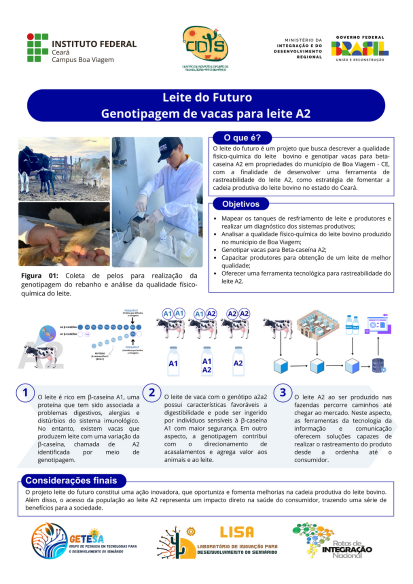 INSTITUTO FEDERAL
Ceará
Campus Boa Viagem
MINISTÉRIO DA
INTEGRAÇÃO E DO
DESENVOLVIMENTO
REGIONAL
GOVERNO FEDERAL
BRASIL
UNIÃO E RECONSTRUÇÃO
Leite do Futuro
Genotipagem de vacas para leite A2
O que é?
O leite do futuro é um projeto que busca descrever a qualidade
físico-química do leite bovino e genotipar vacas para beta-
caseína A2 em propriedades do município de Boa Viagem - CE,
com a finalidade de desenvolver uma ferramenta de
rastreabilidade do leite A2, como estratégia de fomentar a
cadeia produtiva do leite bovino no estado do Ceará.
Objetivos
Mapear os tanques de resfriamento de leite e produtores e
realizar um diagnóstico dos sistemas produtivos;
Analisar a qualidade físico-química do leite bovino produzido
no município de Boa Viagem;
Genotipar vacas para Beta-caseína A2;
Capacitar produtores para obtenção de um leite de melhor
qualidade;
Oferecer uma ferramenta tecnológica para rastreabilidade do
leite A2.
Figura 01: Coleta de pelos para realização da
genotipagem do rebanho e análise da qualidade físico-
química do leite.
A1 A1 A1 A2 A2 A2
A1
A1
A2
A2
1
O leite é rico em β-caseína A1, uma
proteína que tem sido associada a
problemas digestivos, alergias e
distúrbios do sistema imunológico.
No entanto, existem vacas que
produzem leite com uma variação da
β-caseína, chamada de A2
identificada por meio de
genotipagem.
2
O leite de vaca com o genótipo a2a2
possui características favoráveis a
digestibilidade e pode ser ingerido
por indivíduos sensíveis à β-caseína
A1 com maior segurança. Em outro
aspecto, a genotipagem contribui
com o direcionamento de
acasalamentos e agrega valor aos
animais e ao leite.
3
O leite A2 ao ser produzido nas
fazendas percorre caminhos até
chegar ao mercado. Neste aspecto,
as ferramentas da tecnologia da
informação e comunicação
oferecem soluções capazes de
realizar o rastreamento do produto
desde a ordenha até o
consumidor.
Considerações finais
O projeto leite do futuro constitui uma ação inovadora, que oportuniza e fomenta melhorias na cadeia produtiva do leite bovino.
Além disso, o acesso da população ao leite A2 representa um impacto direto na saúde do consumidor, trazendo uma série de
benefícios para a sociedade.
GETESA
GRUPO DE PESQUISA EM TECNOLOGIAS PARA
O DESENVOLVIMENTO DO SEMIÁRIDO
LISA
LABORATÓRIO DE INOVAÇÃO PARA
O DESENVOLVIMENTO DO SEMIÁRIDO
Rotas de
INTEGRAÇÃO
Nacional